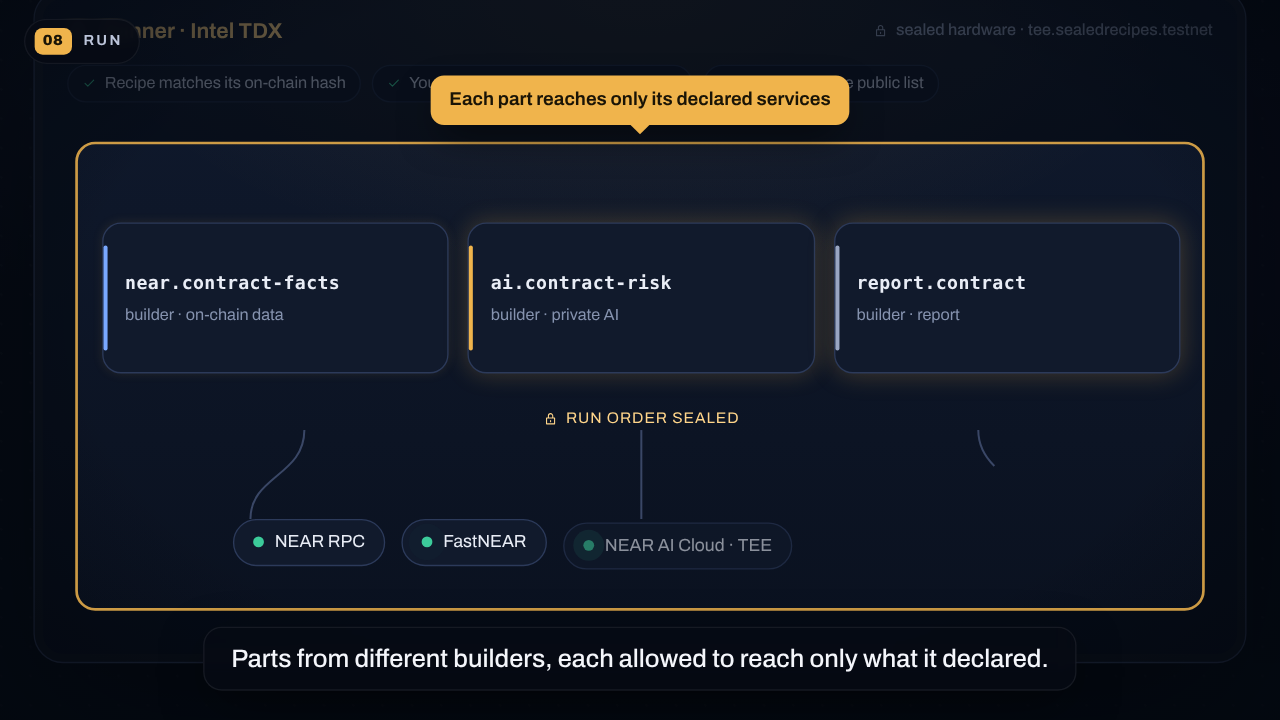 08 RUN
Intel TDX
sealed hardware · tee.sealedrecipes.testnet
Recipe matches its on-chain hash
public list
Each part reaches only its declared services
near.contract-facts
builder · on-chain data
ai.contract-risk
builder · private AI
report.contract
builder · report
RUN ORDER SEALED
NEAR RPC
FastNEAR
NEAR AI Cloud · TEE
Parts from different builders, each allowed to reach only what it declared.